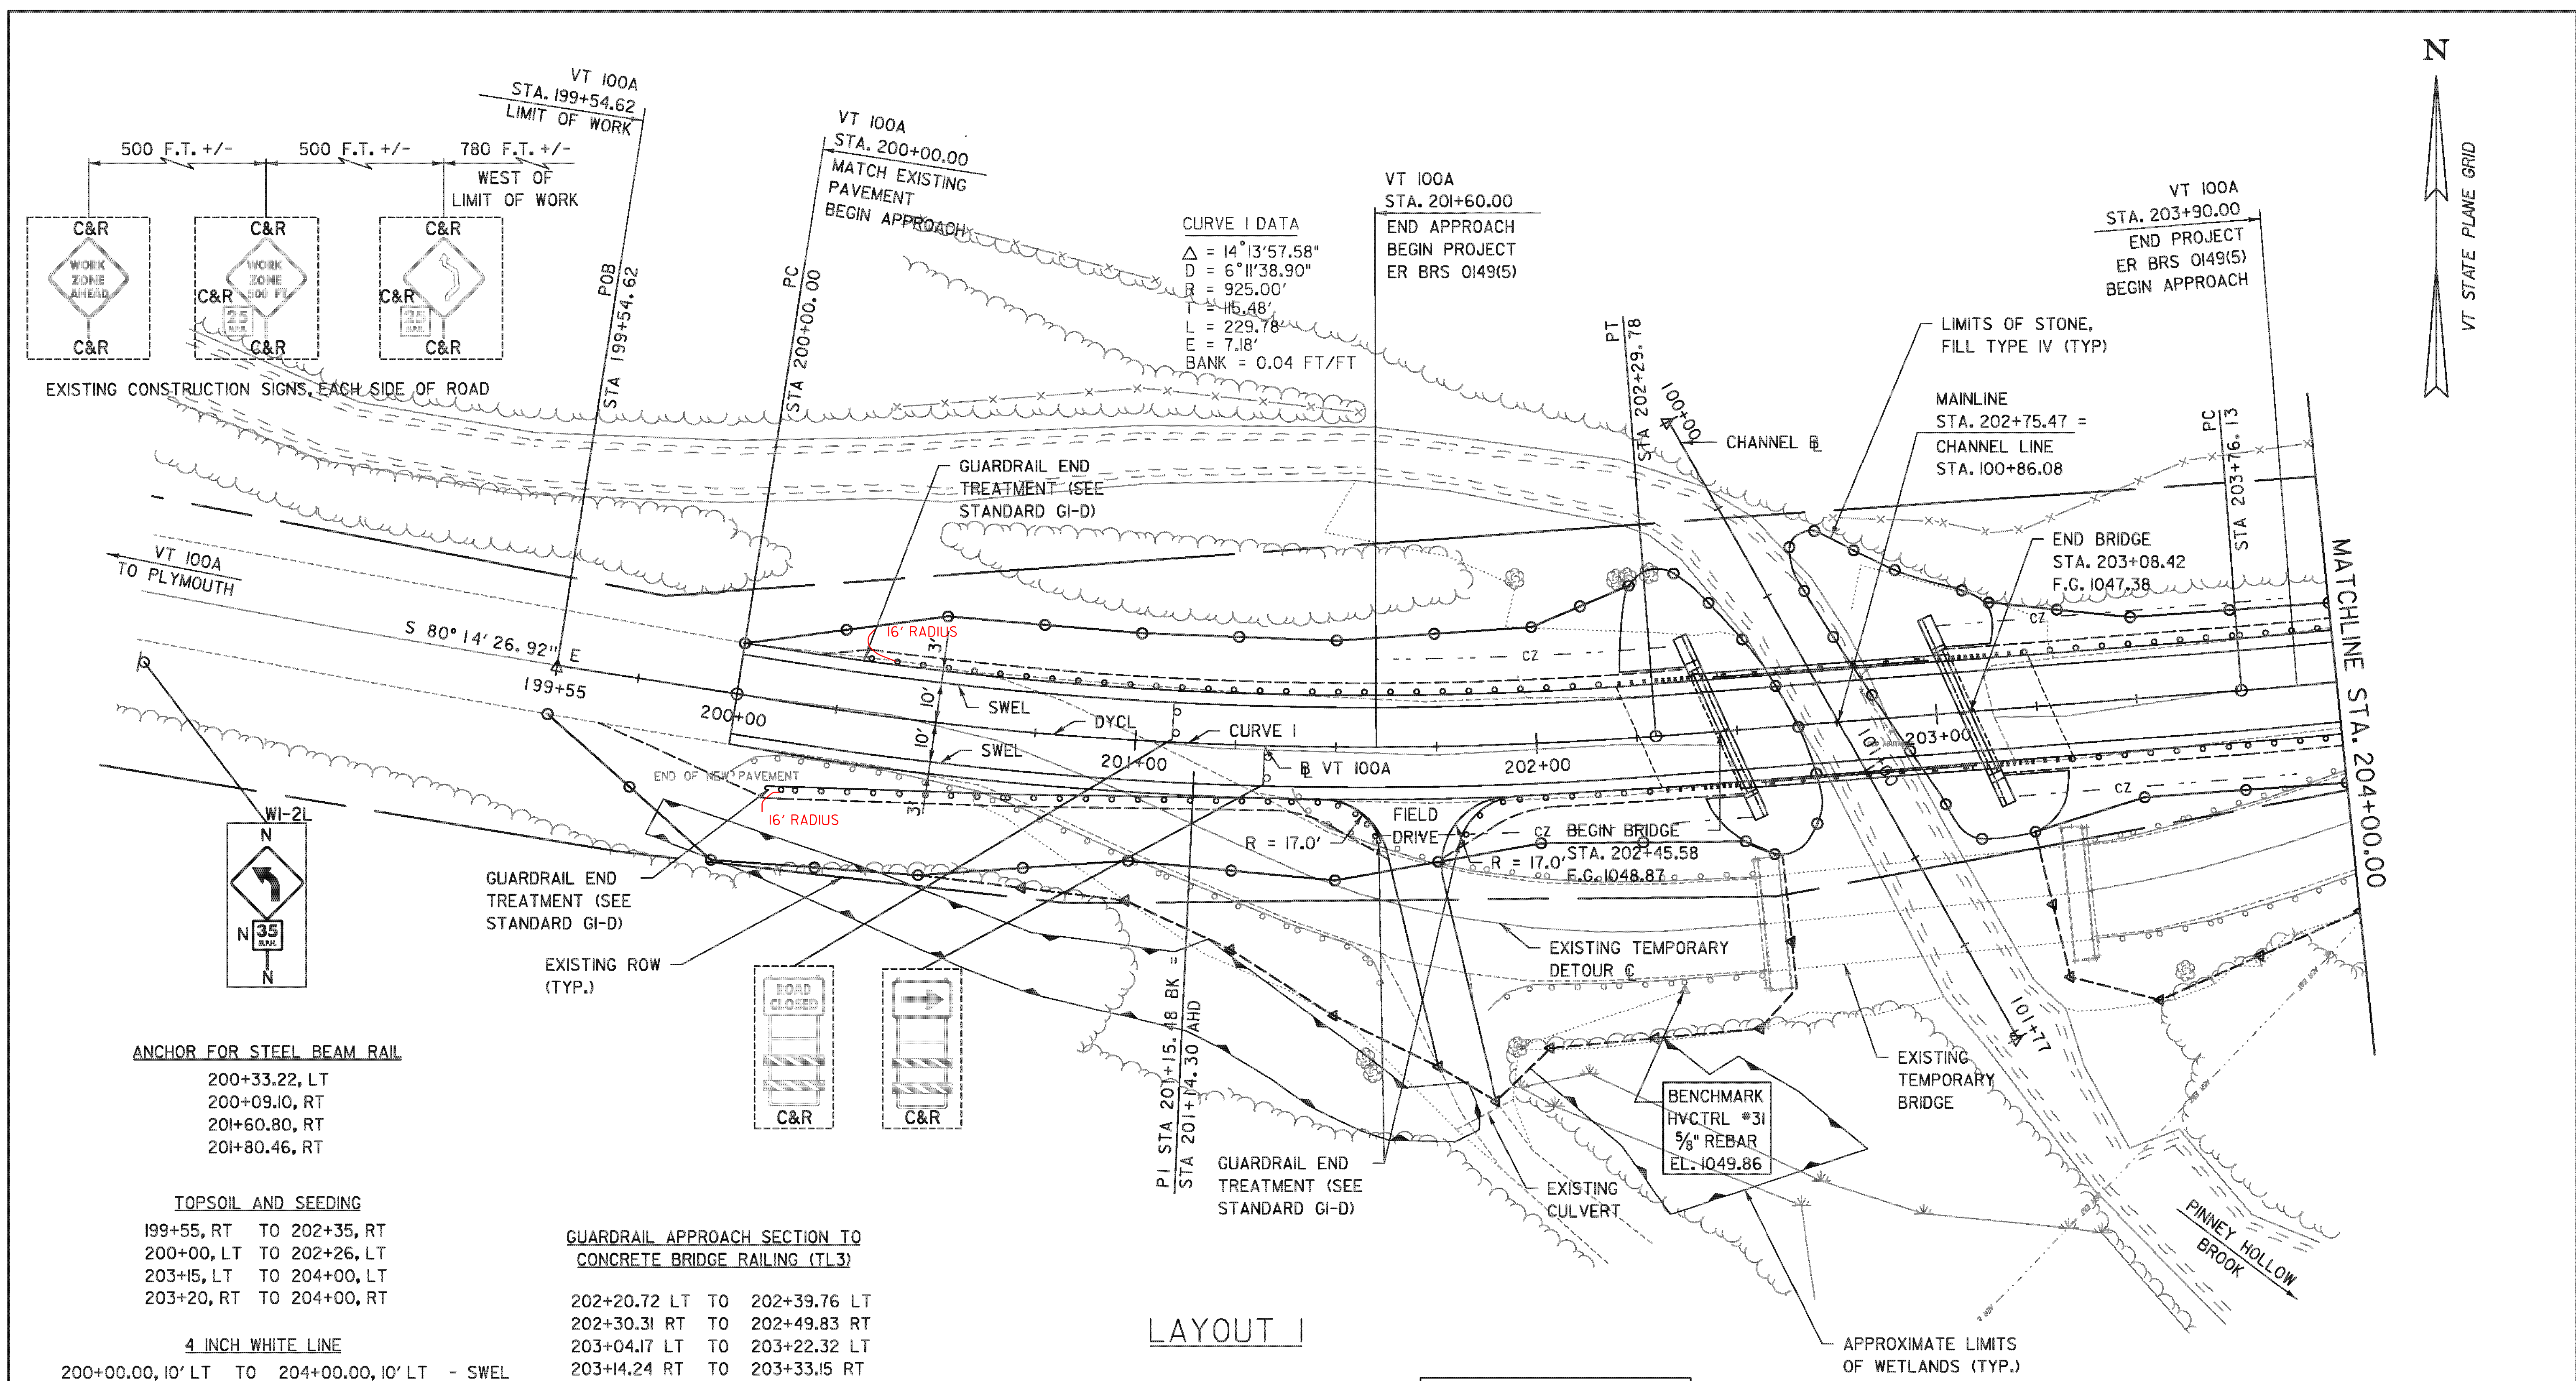 N
VT STATE PLANE GRID
VT 100A
STA. 199+54.62
LIMIT OF WORK
VT 100A
STA. 200+00.00
MATCH EXISTING
PAVEMENT
BEGIN APPROACH
500 F.T. +/-
500 F.T. +/-
780 F.T. +/-
WEST OF
LIMIT OF WORK
C&R
WORK
ZONE
AHEAD
C&R
C&R
WORK
ZONE
500 FT
C&R
25
M.P.H.
C&R
C&R
C&R
25
M.P.H.
C&R
EXISTING CONSTRUCTION SIGNS, EACH SIDE OF ROAD
POB
STA 199+54.62
PC
STA 200+00.00
CURVE 1 DATA
△ = 14°13'57.58"
D = 6°11'38.90"
R = 925.00'
T = 115.48'
L = 229.78'
E = 7.18'
BANK = 0.04 FT/FT
VT 100A
STA. 201+60.00
END APPROACH
BEGIN PROJECT
ER BRS 0149(5)
VT 100A
STA. 203+90.00
END PROJECT
ER BRS 0149(5)
BEGIN APPROACH
PT
STA 202+29.78
100+00
CHANNEL BL
LIMITS OF STONE,
FILL TYPE IV (TYP)
MAINLINE
STA. 202+75.47 =
CHANNEL LINE
STA. 100+86.08
PC
STA 203+76.13
END BRIDGE
STA. 203+08.42
F.G. 1047.38
MATCHLINE STA. 204+00.00
GUARDRAIL END
TREATMENT (SEE
STANDARD G1-D)
VT 100A
TO PLYMOUTH
S 80° 14' 26.92" E
199+55
200+00
16' RADIUS
3'
10'
10'
3'
SWEL
DYCL
SWEL
CURVE 1
BL VT 100A
201+00
202+00
203+00
101+00
CZ
CZ
CZ
CZ
END OF NEW PAVEMENT
16' RADIUS
FIELD
DRIVE
R = 17.0'
R = 17.0'
BEGIN BRIDGE
STA. 202+45.58
F.G. 1048.87
W1-2L
N
N
35
M.P.H.
N
GUARDRAIL END
TREATMENT (SEE
STANDARD G1-D)
EXISTING ROW
(TYP.)
EXISTING TEMPORARY
DETOUR CL
ROAD
CLOSED
C&R
C&R
PI STA 201+15.48 BK =
STA 201+14.30 AHD
GUARDRAIL END
TREATMENT (SEE
STANDARD G1-D)
EXISTING
CULVERT
BENCHMARK
HVCTRL #31
5/8" REBAR
EL. 1049.86
EXISTING
TEMPORARY
BRIDGE
101+77
PINNEY HOLLOW
BROOK
APPROXIMATE LIMITS
OF WETLANDS (TYP.)
ANCHOR FOR STEEL BEAM RAIL
200+33.22, LT
200+09.10, RT
201+60.80, RT
201+80.46, RT
TOPSOIL AND SEEDING
199+55, RT TO 202+35, RT
200+00, LT TO 202+26, LT
203+15, LT TO 204+00, LT
203+20, RT TO 204+00, RT
4 INCH WHITE LINE
200+00.00, 10' LT TO 204+00.00, 10' LT - SWEL
GUARDRAIL APPROACH SECTION TO
CONCRETE BRIDGE RAILING (TL3)
202+20.72 LT TO 202+39.76 LT
202+30.31 RT TO 202+49.83 RT
203+04.17 LT TO 203+22.32 LT
203+14.24 RT TO 203+33.15 RT
LAYOUT 1